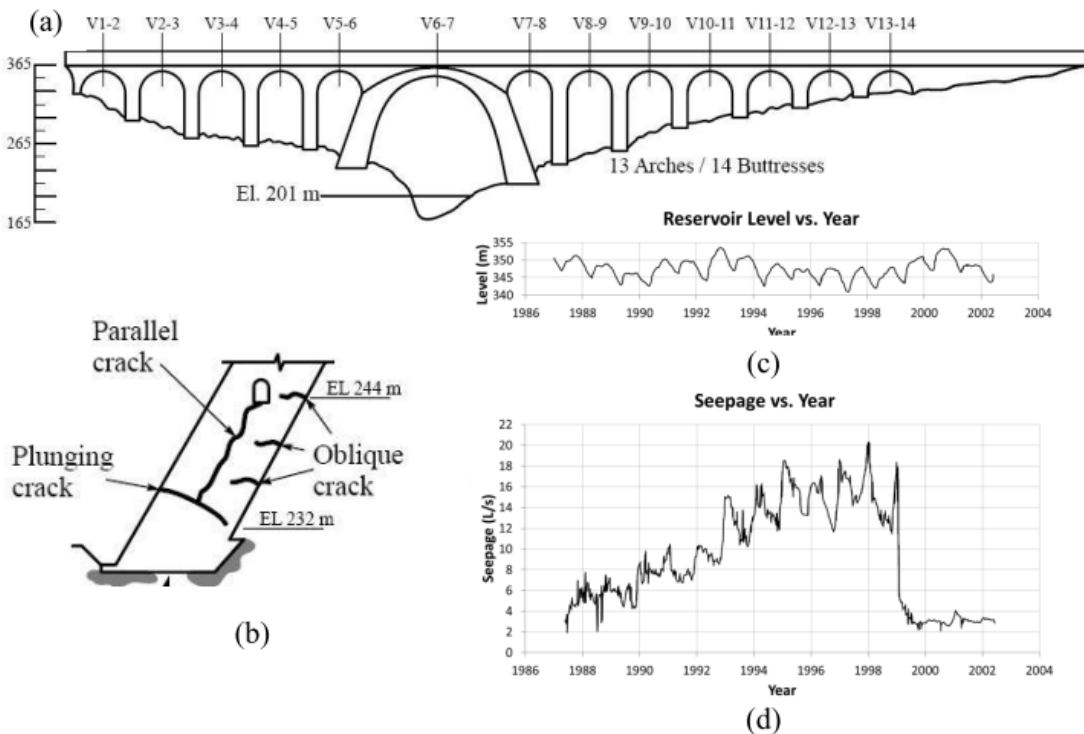 (a)
V1-2 V2-3 V3-4 V4-5 V5-6 V6-7 V7-8 V8-9 V9-10 V10-11 V11-12 V12-13 V13-14
365
265
165
El. 201 m
13 Arches / 14 Buttresses
Reservoir Level vs. Year
Level (m)
355
350
345
340
1986 1988 1990 1992 1994 1996 1998 2000 2002 2004
Year
(c)
Parallel
crack
EL 244 m
Plunging
crack
Oblique
crack
EL 232 m
(b)
Seepage vs. Year
Seepage (L/s)
22
20
18
16
14
12
10
8
6
4
2
0
1986 1988 1990 1992 1994 1996 1998 2000 2002 2004
Year
(d)